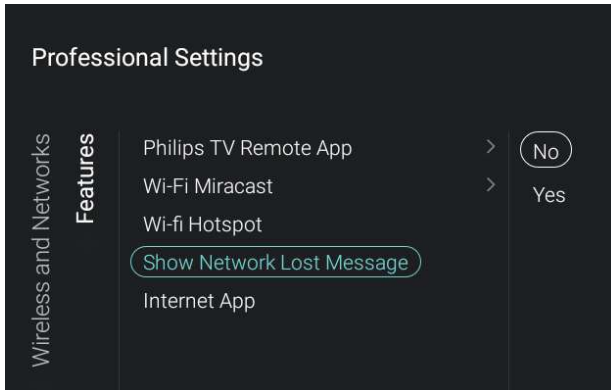 Professional Settings
Wireless and Networks
Features
Philips TV Remote App
Wi-Fi Miracast
Wi-fi Hotspot
Show Network Lost Message
Internet App
No
Yes